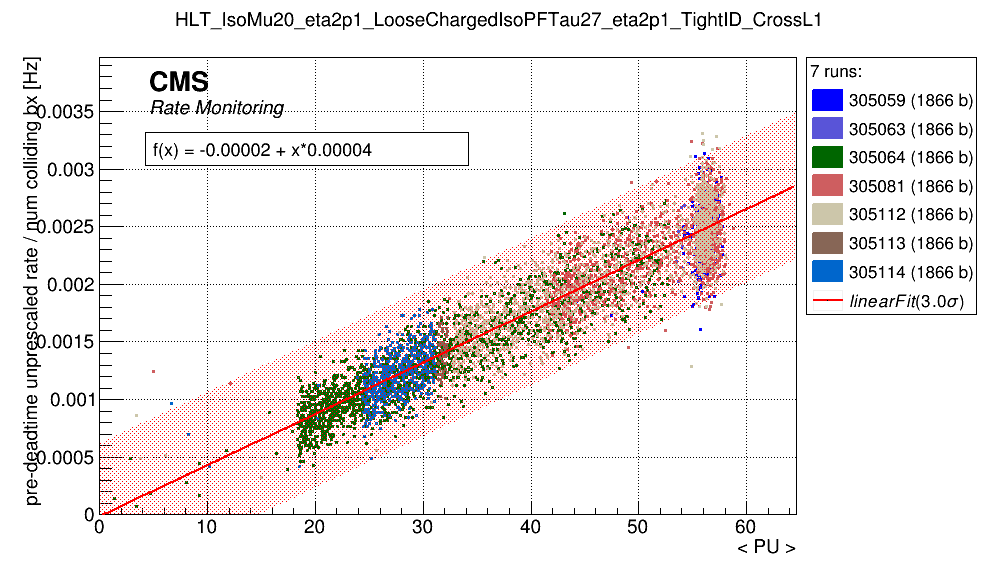 HLT_IsoMu20_eta2p1_LooseChargedIsoPFTau27_eta2p1_TightID_CrossL1
pre-deadtime unprescaled rate / num colliding bx [Hz]
CMS
Rate Monitoring
f(x) = -0.00002 + x*0.00004
0.0035
0.003
0.0025
0.002
0.0015
0.001
0.0005
0
0 10 20 30 40 50 60
< PU >
7 runs:
305059 (1866 b)
305063 (1866 b)
305064 (1866 b)
305081 (1866 b)
305112 (1866 b)
305113 (1866 b)
305114 (1866 b)
linearFit(3.0σ)